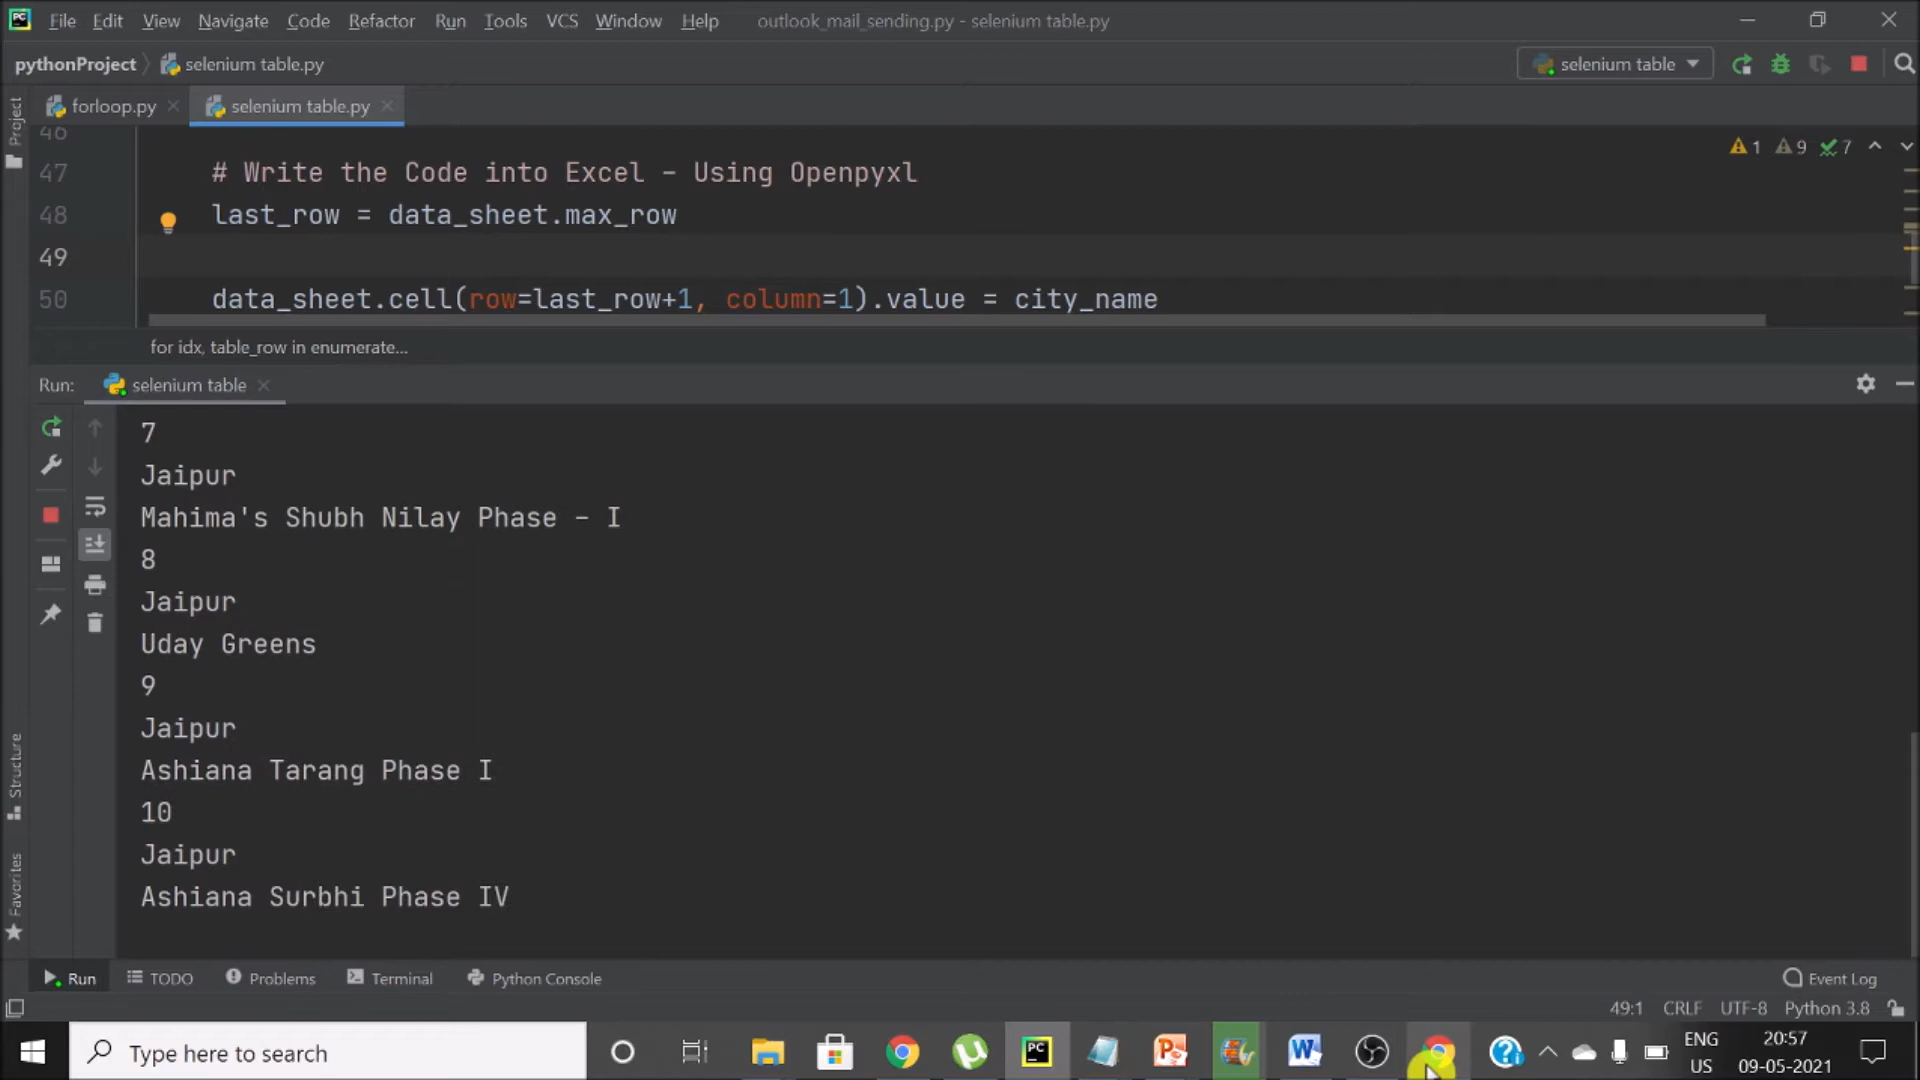 File Edit View Navigate Code Refactor Run Tools VCS Window Help outlook_mail_sending.py - selenium table.py
pythonProject selenium table.py selenium table
Project
forloop.py selenium table.py
46
47 # Write the Code into Excel - Using Openpyxl
1 9 7
48 last_row = data_sheet.max_row
49
50 data_sheet.cell(row=last_row+1, column=1).value = city_name
for idx, table_row in enumerate...
Run: selenium table
7
Jaipur
Mahima's Shubh Nilay Phase - I
8
Jaipur
Uday Greens
9
Jaipur
Ashiana Tarang Phase I
10
Jaipur
Ashiana Surbhi Phase IV
Structure
Favorites
Run TODO Problems Terminal Python Console Event Log
49:1 CRLF UTF-8 Python 3.8
Type here to search
ENG
US
20:57
09-05-2021